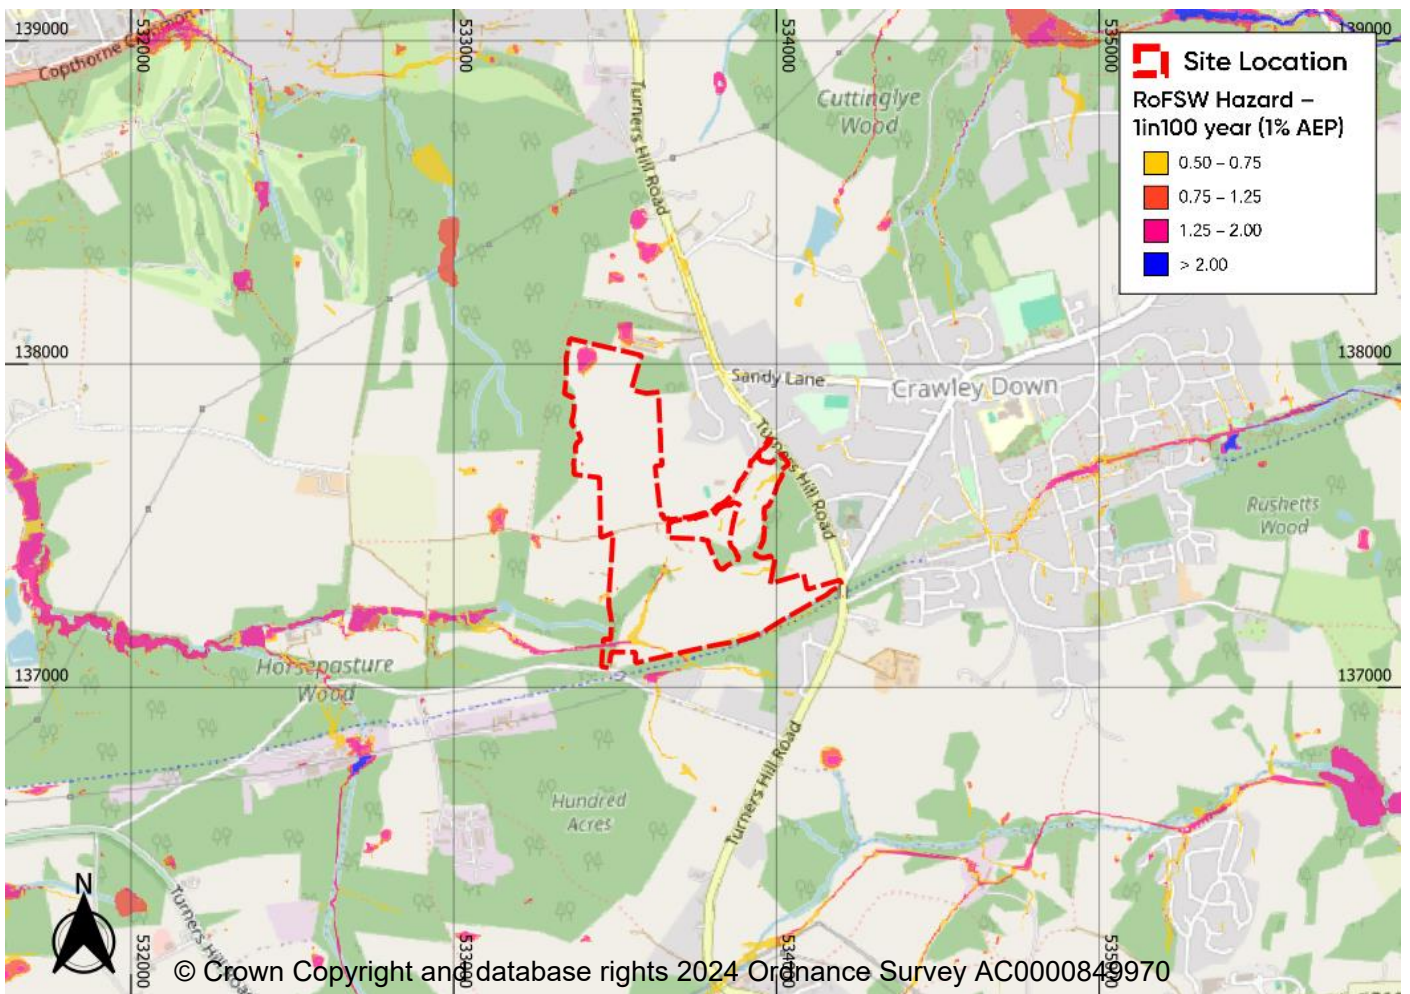 139000
532000
533000
534000
535000
139000
Copthorne Common
Site Location
RoFSW Hazard –
1in100 year (1% AEP)
0.50 – 0.75
0.75 – 1.25
1.25 – 2.00
> 2.00
Turners Hill Road
Cuttinglye
Wood
138000
138000
Sandy Lane
Crawley Down
Turners Hill Road
Rushetts
Wood
Horsepasture
Wood
137000
137000
Hundred
Acres
Turners Hill Road
N
Turners Hill Road
532000
533000
534000
© Crown Copyright and database rights 2024 Ordnance Survey AC0000849970